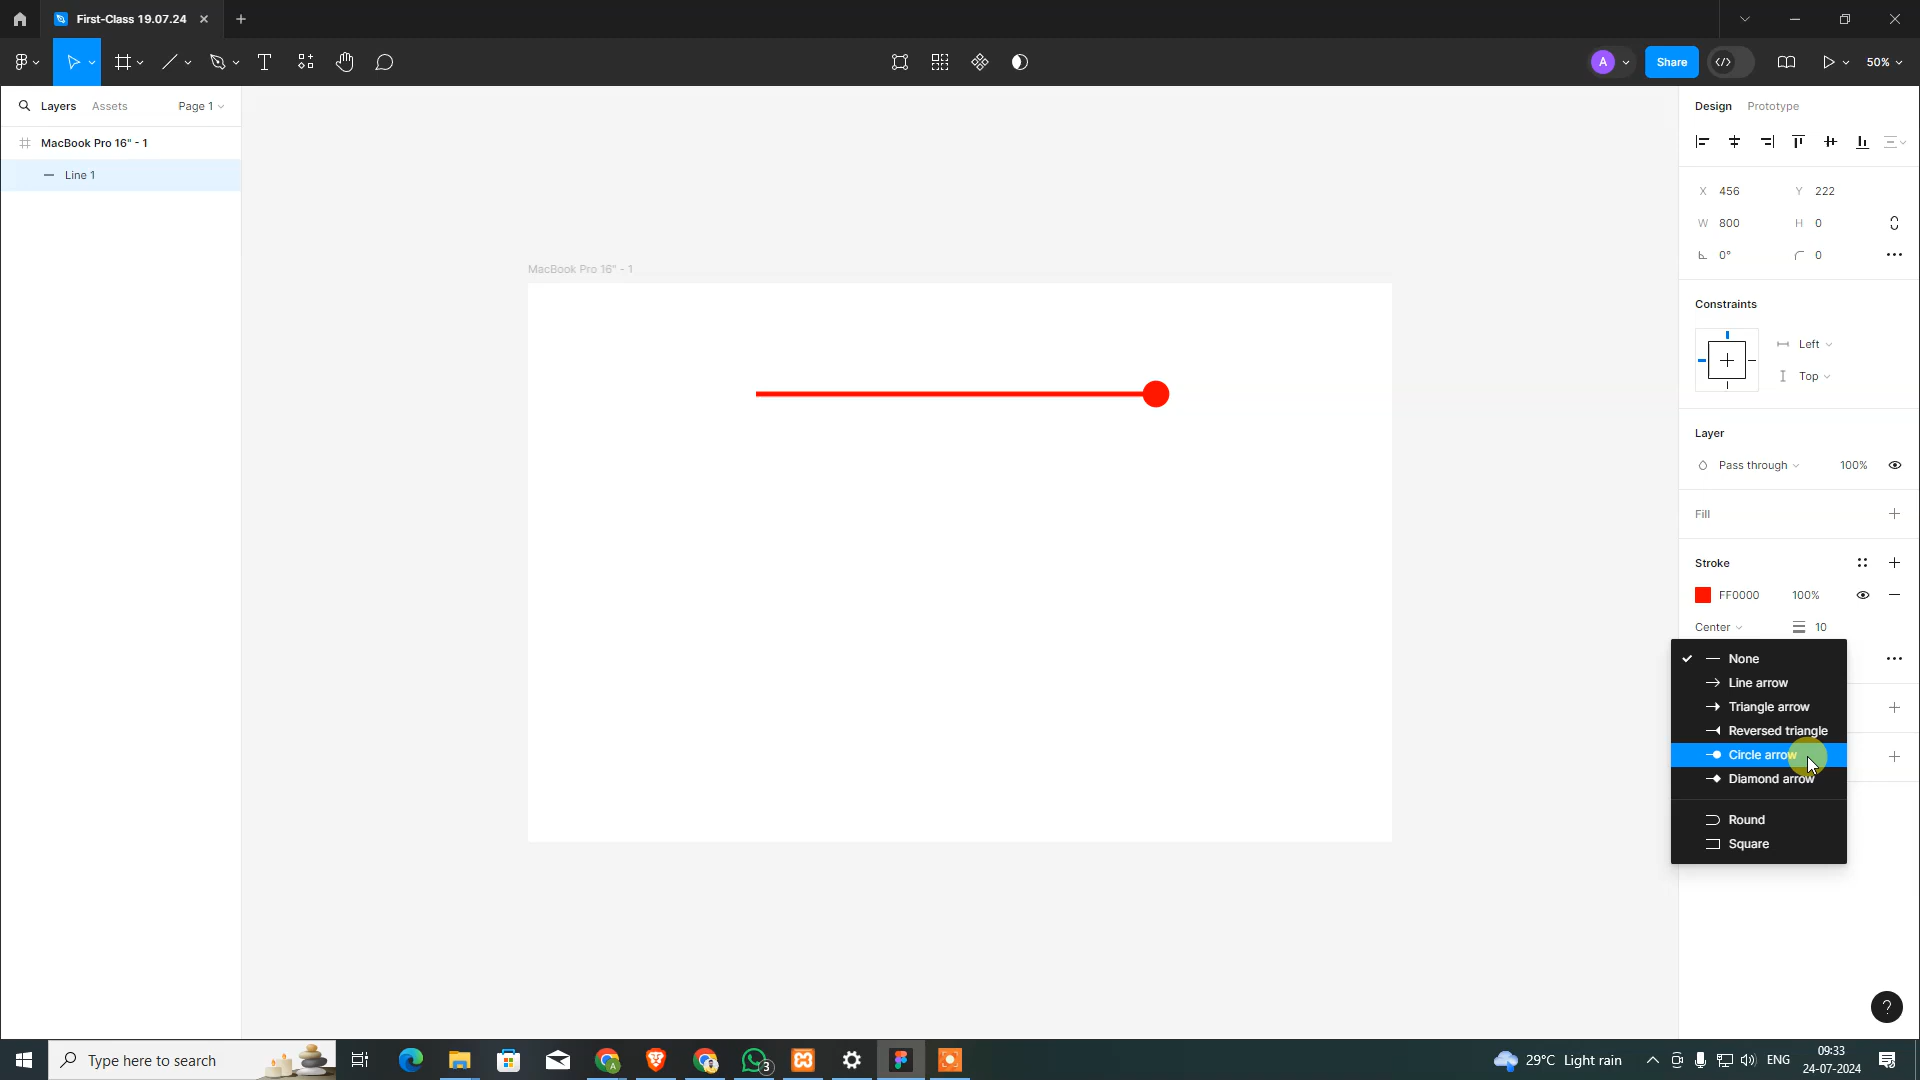 First-Class 19.07.24
A
Share
50%
Layers
Assets
Page 1
Design
Prototype
MacBook Pro 16" - 1
Line 1
X 456
Y 222
W 800
H 0
0°
0
MacBook Pro 16" - 1
Constraints
Left
Top
Layer
Pass through
100%
Fill
Stroke
FF0000
100%
Center
10
None
Line arrow
Triangle arrow
Reversed triangle
Circle arrow
Diamond arrow
Round
Square
?
Type here to search
A
3
29°C Light rain
ENG
09:33
24-07-2024